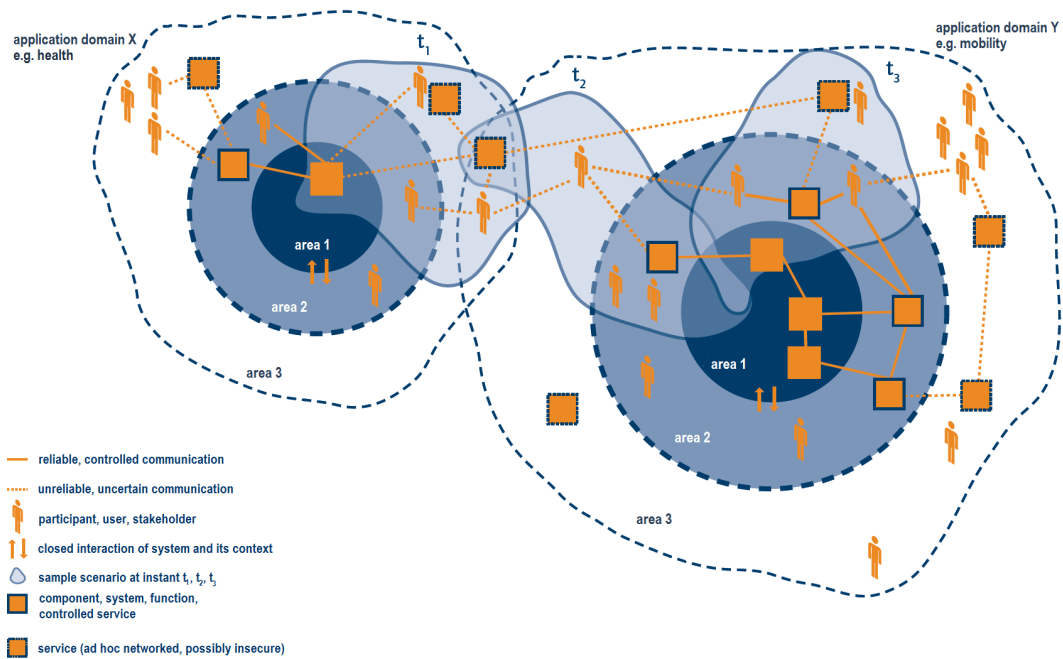 application domain X
e.g. health
t1
t2
t3
application domain Y
e.g. mobility
area 1
area 2
area 3
area 1
area 2
area 3
reliable, controlled communication
unreliable, uncertain communication
participant, user, stakeholder
closed interaction of system and its context
sample scenario at instant t1, t2, t3
component, system, function,
controlled service
service (ad hoc networked, possibly insecure)